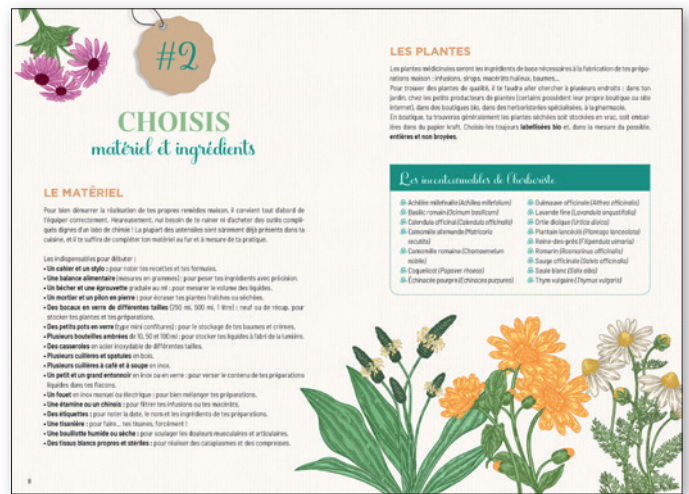 #2
CHOISIS
matériel et ingrédients
LE MATÉRIEL
Pour bien démarrer la réalisation de tes propres remèdes maison, il convient tout d'abord de
t'équiper correctement. Heureusement, nul besoin de te ruiner ni d'acheter des outils compli-
qués dignes d'un labo de chimie ! La plupart des ustensiles sont sûrement déjà présents dans ta
cuisine, et il te suffira de compléter ton matériel au fur et à mesure de ta pratique.
Les indispensables pour débuter :
• Un cahier et un stylo : pour noter tes recettes et tes formules.
• Une balance alimentaire (mesures en grammes) : pour peser tes ingrédients avec précision.
• Un bécher et une éprouvette graduée au ml : pour mesurer le volume des liquides.
• Un mortier et un pilon en pierre : pour écraser tes plantes fraîches ou séchées.
• Des bocaux en verre de différentes tailles (250 ml, 500 ml, 1 litre) : neuf ou de récup, pour
stocker tes plantes et tes préparations.
• Des petits pots en verre (type mini confitures) : pour le stockage de tes baumes et crèmes.
• Plusieurs bouteilles ambrées de 10, 50 et 100 ml : pour stocker tes liquides à l'abri de la lumière.
• Des casseroles en acier inoxydable de différentes tailles.
• Plusieurs cuillères et spatules en bois.
• Plusieurs cuillères à café et à soupe en inox.
• Un petit et un grand entonnoir en inox ou en verre : pour verser le contenu de tes préparations
liquides dans tes flacons.
• Un fouet en inox manuel ou électrique : pour bien mélanger tes préparations.
• Une étamine ou un chinois : pour filtrer tes infusions ou tes macérâts.
• Des étiquettes : pour noter la date, le nom et les ingrédients de tes préparations.
• Une tisanière : pour faire... tes tisanes, forcément !
• Une bouillotte humide ou sèche : pour soulager les douleurs musculaires et articulaires.
• Des tissus blancs propres et stériles : pour réaliser des cataplasmes et des compresses.
8
LES PLANTES
Les plantes médicinales seront les ingrédients de base nécessaires à la fabrication de tes prépa-
rations maison : infusions, sirops, macérâts huileux, baumes...
Pour trouver des plantes de qualité, il te faudra aller chercher à plusieurs endroits : dans ton
jardin, chez les petits producteurs de plantes (certains possèdent leur propre boutique ou site
internet), dans des boutiques bio, dans des herboristeries spécialisées, à la pharmacie.
En boutique, tu trouveras généralement les plantes séchées soit stockées en vrac, soit embal-
lées dans du papier kraft. Choisis-les toujours labellisées bio et, dans la mesure du possible,
entières et non broyées.
Les incontournables de l'herboriste
Achillée millefeuille (Achillea millefolium)
Basilic romain (Ocimum basilicum)
Calendula officinal (Calendula officinalis)
Camomille allemande (Matricaria
recutita)
Camomille romaine (Chamaemelum
nobile)
Coquelicot (Papaver rhoeas)
Échinacée pourpre (Echinacea purpurea)
Guimauve officinale (Althea officinalis)
Lavande fine (Lavandula angustifolia)
Ortie dioïque (Urtica dioica)
Plantain lancéolé (Plantago lanceolata)
Reine-des-prés (Filipendula ulmaria)
Romarin (Rosmarinus officinalis)
Sauge officinale (Salvia officinalis)
Saule blanc (Salix alba)
Thym vulgaire (Thymus vulgaris)